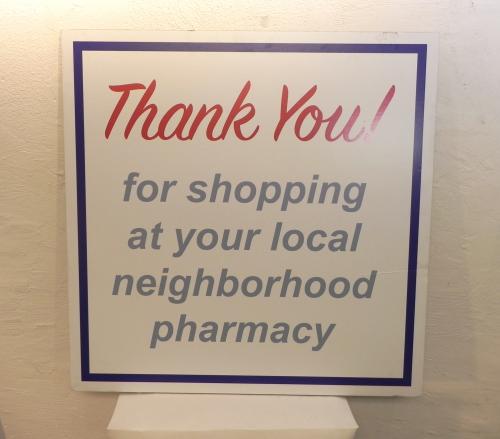 Thank You!
for shopping
at your local
neighborhood
pharmacy